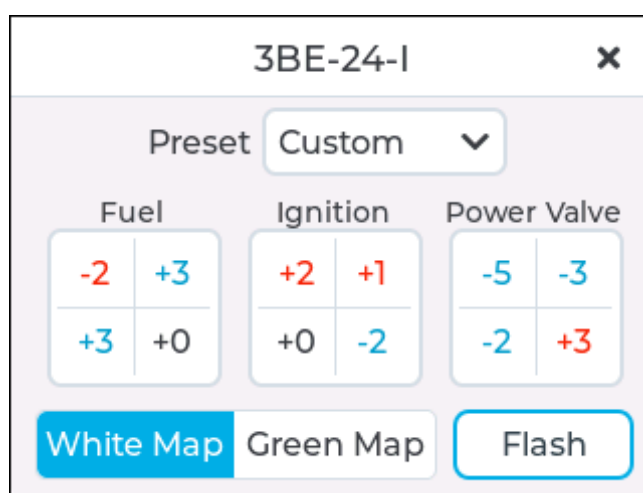 3BE-24-I ×
Preset Custom
Fuel Ignition Power Valve
-2 +3 +2 +1 -5 -3
+3 +0 +0 -2 -2 +3
White Map Green Map Flash